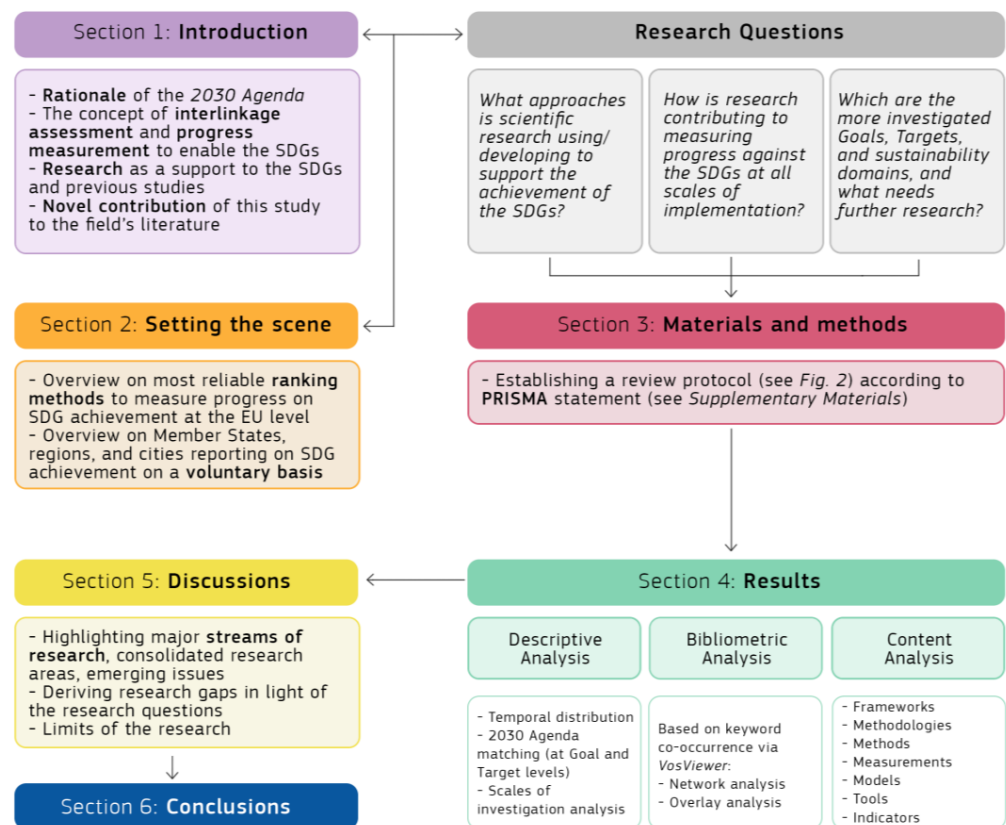 Section 1: Introduction
- Rationale of the 2030 Agenda
- The concept of interlinkage
assessment and progress
measurement to enable the SDGs
- Research as a support to the SDGs
and previous studies
- Novel contribution of this study
to the field's literature
Research Questions
What approaches
is scientific
research using/
developing to
support the
achievement of
the SDGs?
How is research
contributing to
measuring
progress against
the SDGs at all
scales of
implementation?
Which are the
more investigated
Goals, Targets,
and sustainability
domains, and
what needs
further research?
Section 2: Setting the scene
- Overview on most reliable ranking
methods to measure progress on
SDG achievement at the EU level
- Overview on Member States,
regions, and cities reporting on SDG
achievement on a voluntary basis
Section 3: Materials and methods
- Establishing a review protocol (see Fig. 2) according to
PRISMA statement (see Supplementary Materials)
Section 4: Results
Descriptive
Analysis
- Temporal distribution
- 2030 Agenda
matching (at Goal and
Target levels)
- Scales of
investigation analysis
Bibliometric
Analysis
Based on keyword
co-occurrence via
VosViewer:
- Network analysis
- Overlay analysis
Content
Analysis
- Frameworks
- Methodologies
- Methods
- Measurements
- Models
- Tools
- Indicators
Section 5: Discussions
- Highlighting major streams of
research, consolidated research
areas, emerging issues
- Deriving research gaps in light of
the research questions
- Limits of the research
Section 6: Conclusions